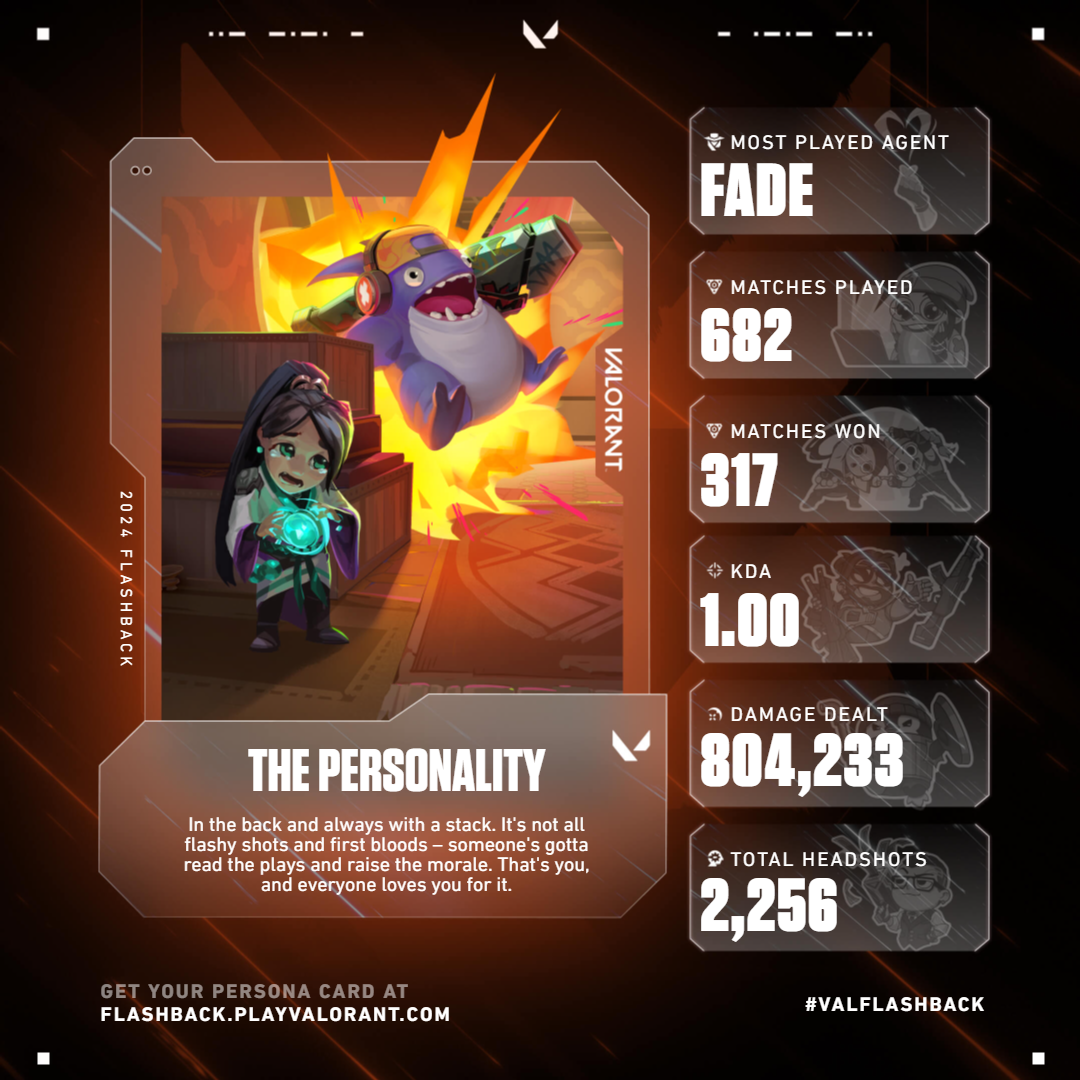 MOST PLAYED AGENT
FADE
MATCHES PLAYED
682
MATCHES WON
317
KDA
1.00
DAMAGE DEALT
804,233
TOTAL HEADSHOTS
2,256
VALORANT
2024 FLASHBACK
THE PERSONALITY
In the back and always with a stack. It's not all
flashy shots and first bloods – someone's gotta
read the plays and raise the morale. That's you,
and everyone loves you for it.
GET YOUR PERSONA CARD AT
FLASHBACK.PLAYVALORANT.COM
#VALFLASHBACK